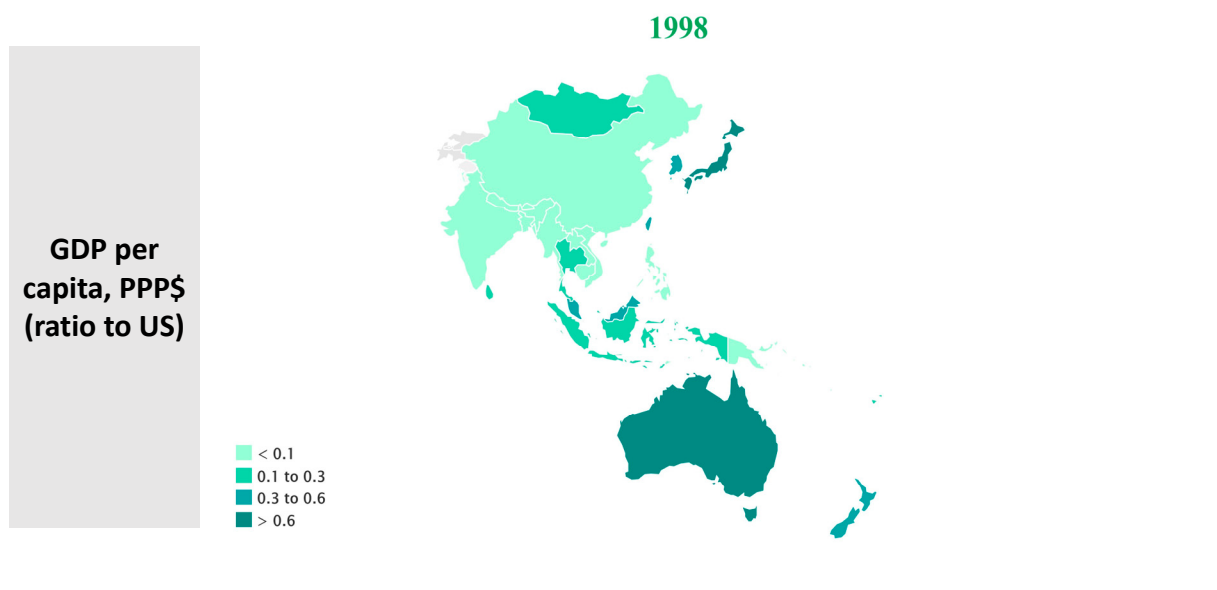 1998
GDP per
capita, PPP$
(ratio to US)
< 0.1
0.1 to 0.3
0.3 to 0.6
> 0.6